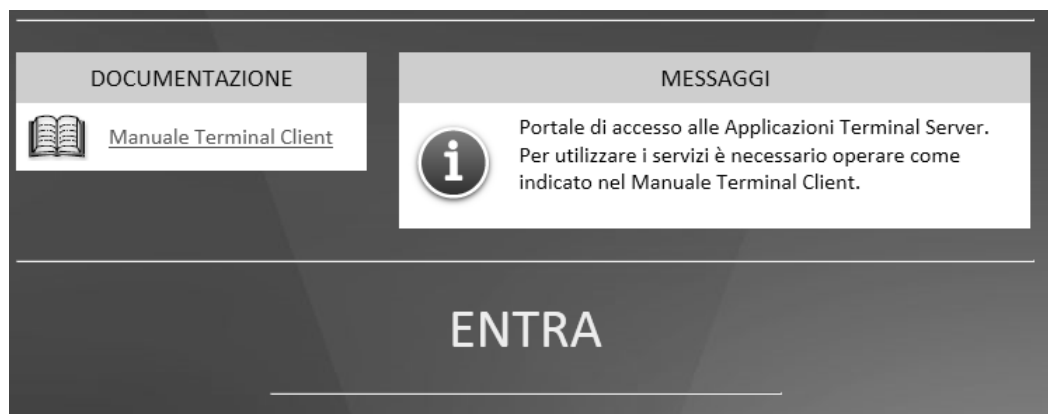 DOCUMENTAZIONE
Manuale Terminal Client
MESSAGGI
Portale di accesso alle Applicazioni Terminal Server.
Per utilizzare i servizi è necessario operare come
indicato nel Manuale Terminal Client.
ENTRA